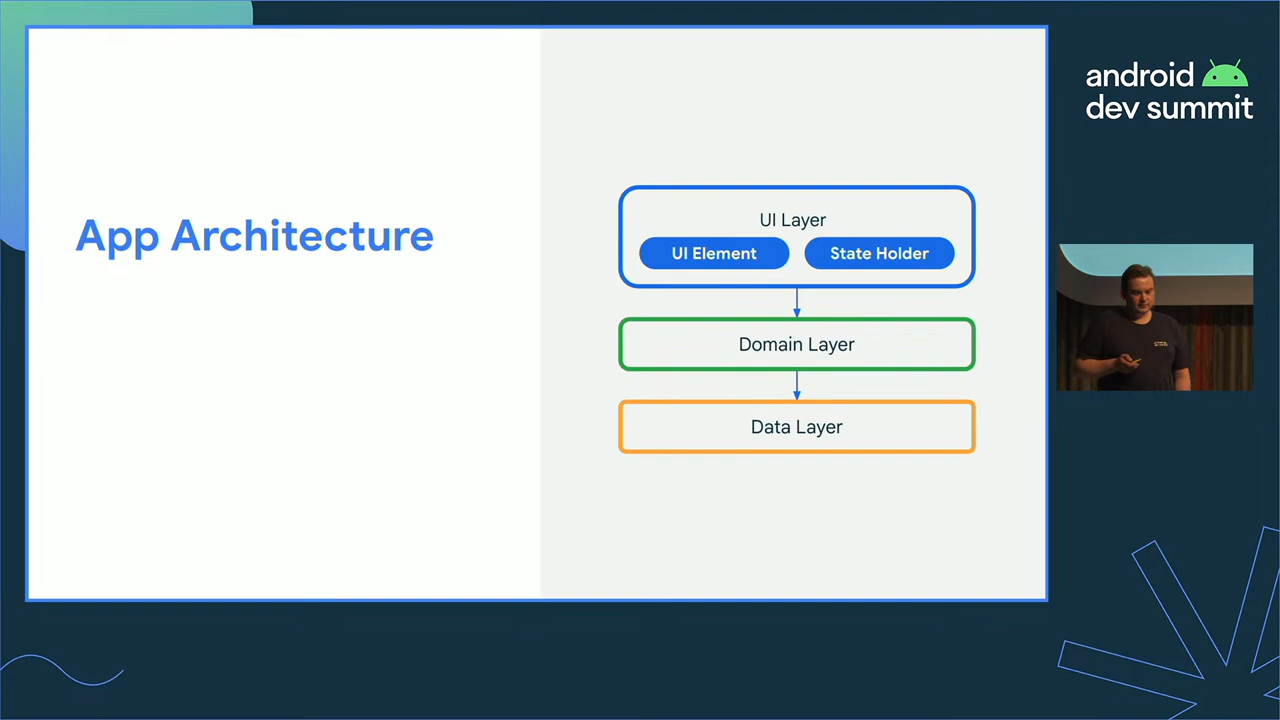 android
dev summit
App Architecture
UI Layer
UI Element
State Holder
Domain Layer
Data Layer